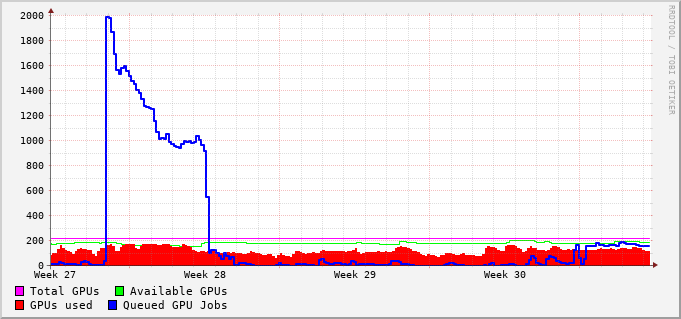 2000
1800
1600
1400
1200
1000
800
600
400
200
0
Week 27 Week 28 Week 29 Week 30
Total GPUs Available GPUs
GPUs used Queued GPU Jobs
RRDTOOL / TOBI OETIKER